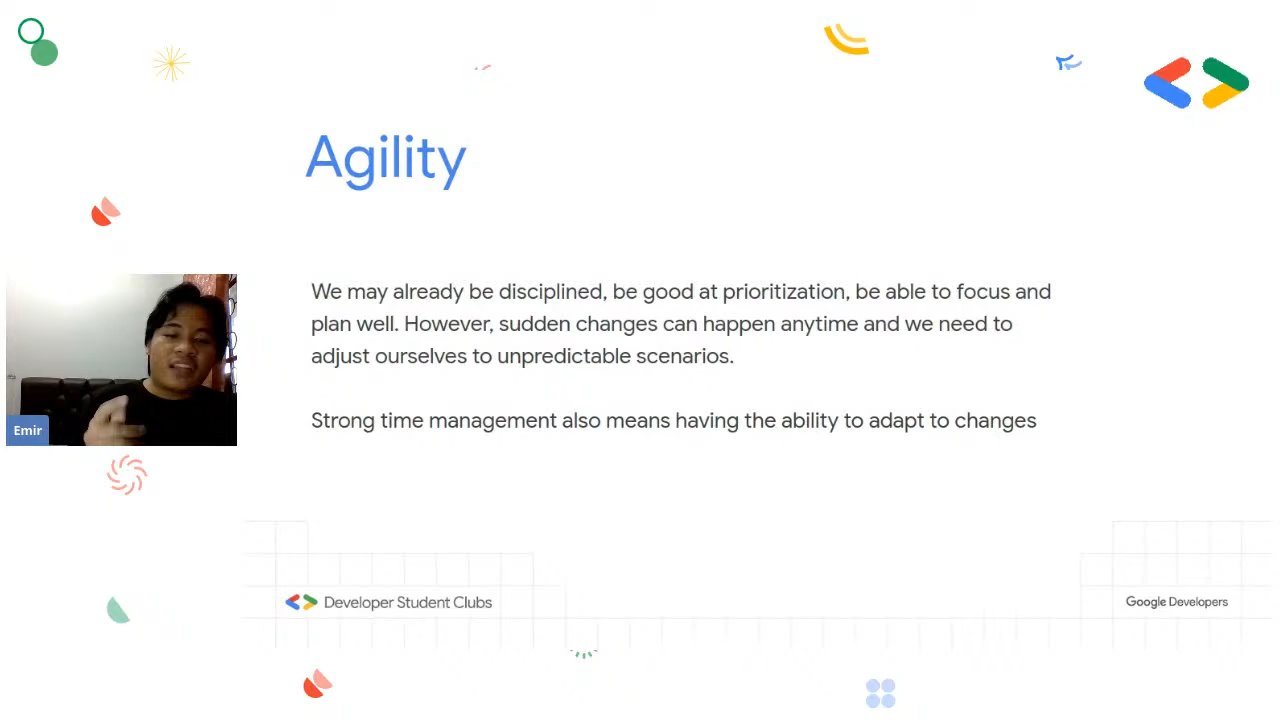 Agility
We may already be disciplined, be good at prioritization, be able to focus and
plan well. However, sudden changes can happen anytime and we need to
adjust ourselves to unpredictable scenarios.
Strong time management also means having the ability to adapt to changes
Emir
Developer Student Clubs
Google Developers